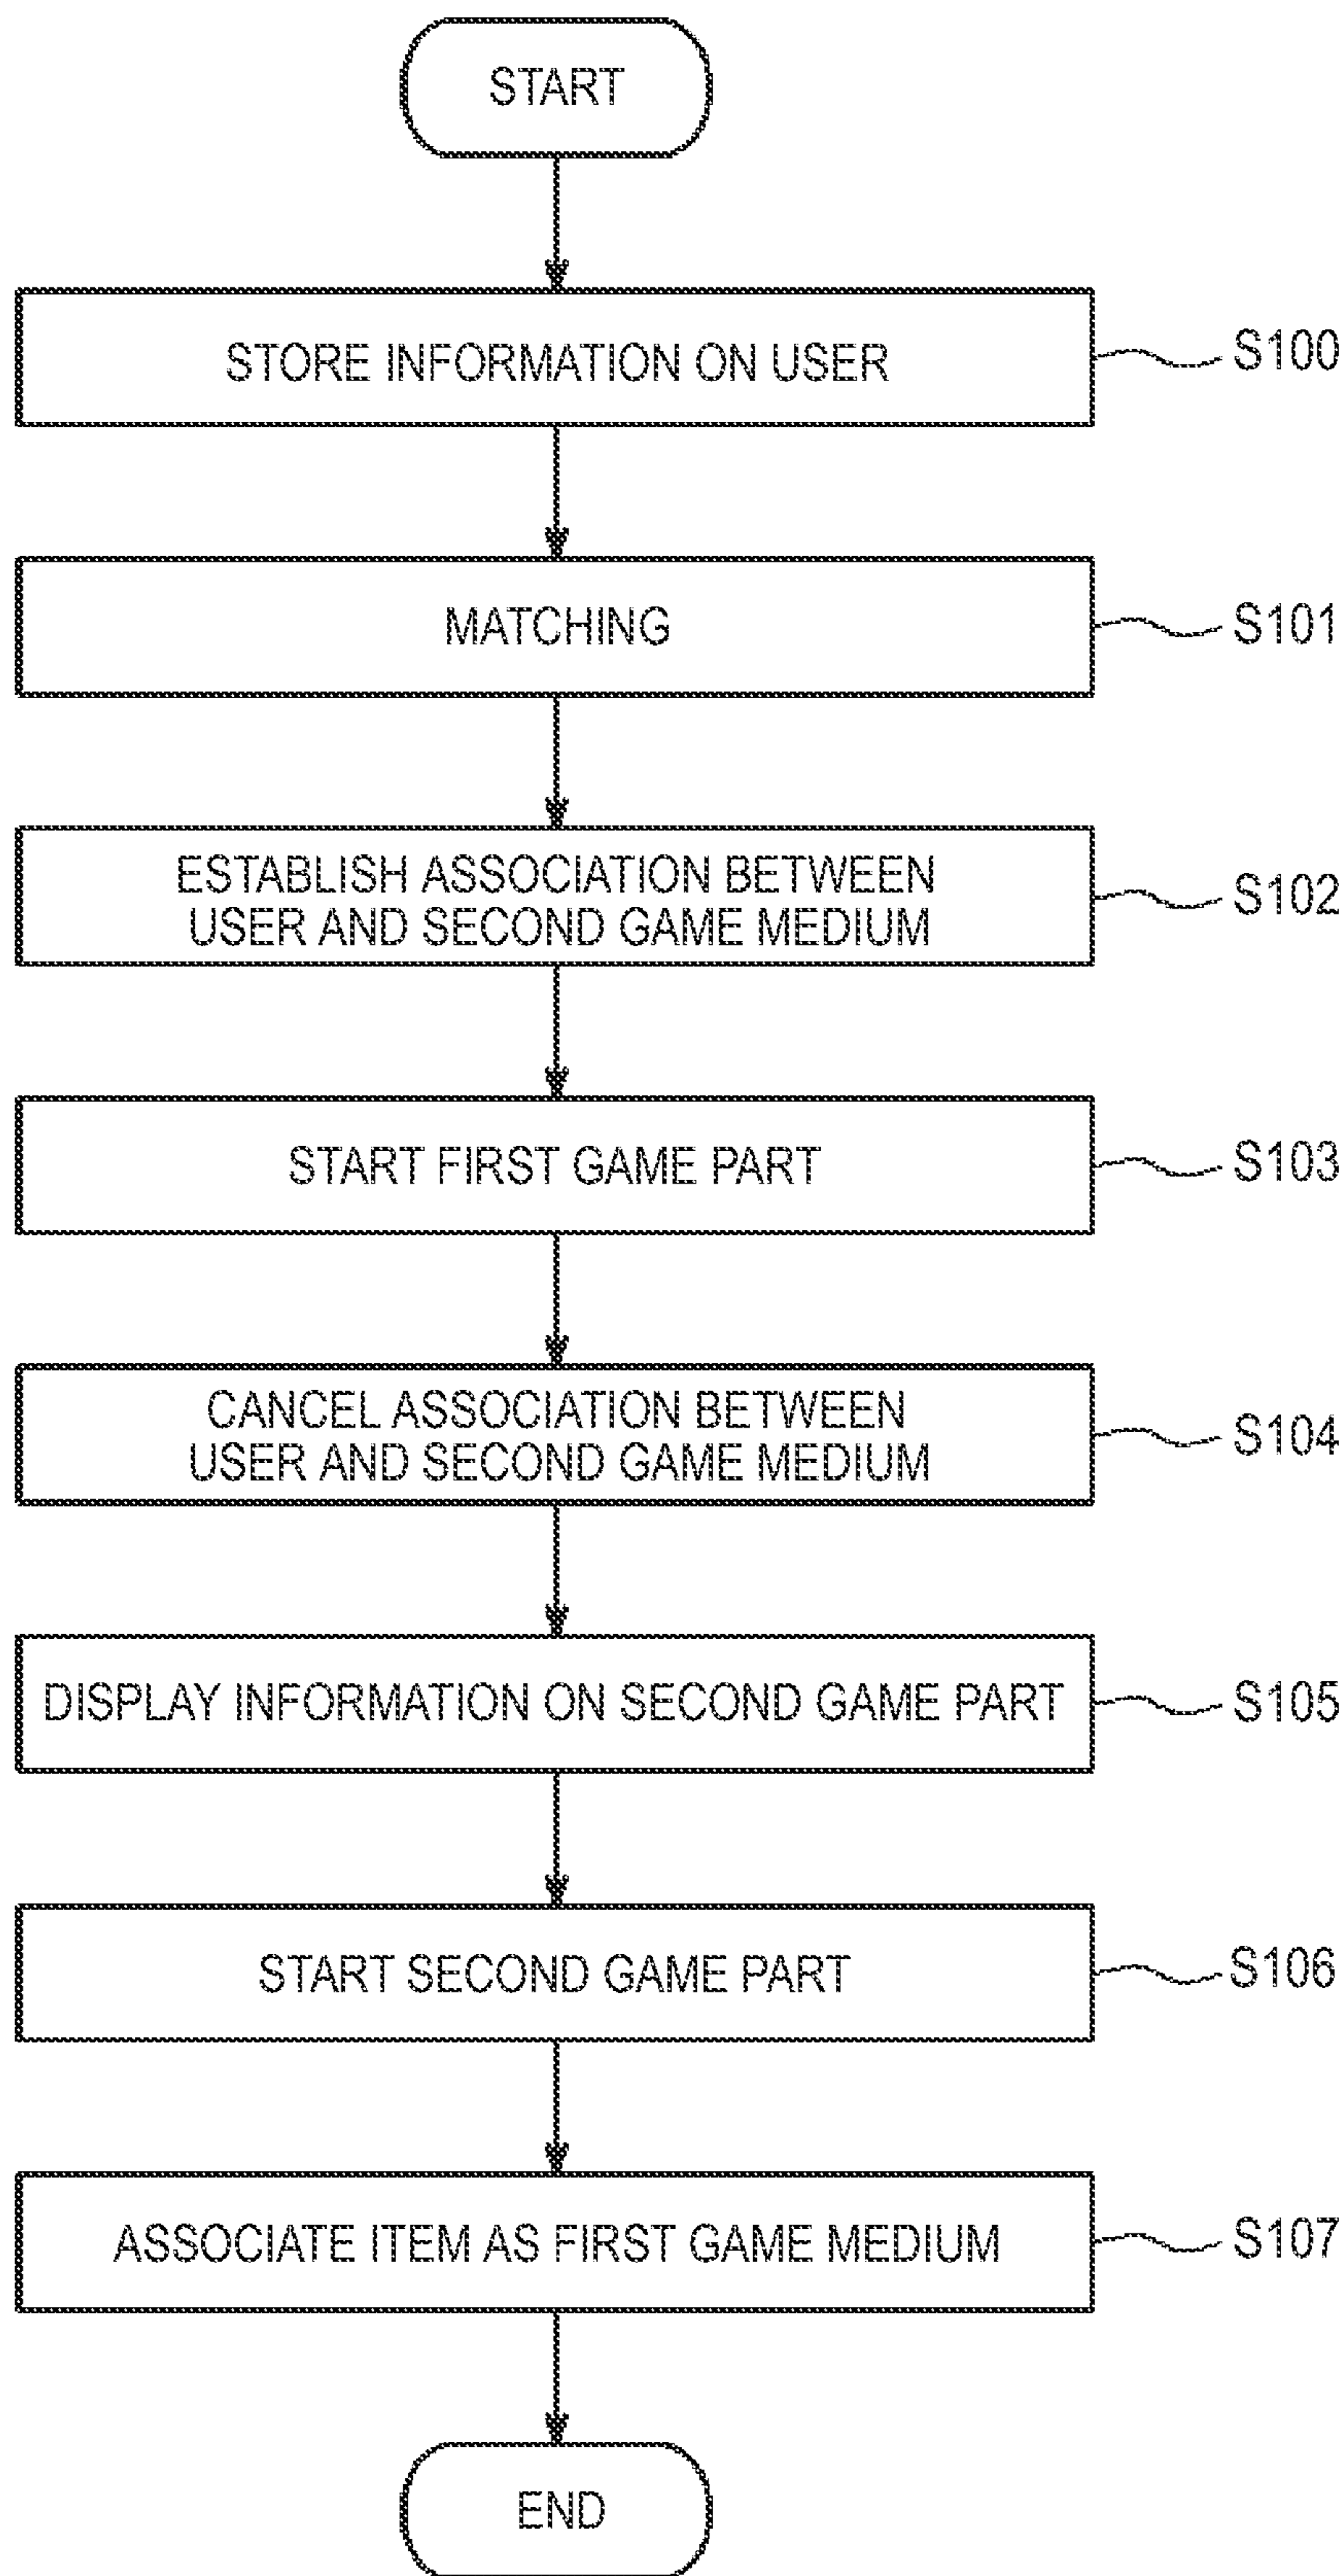 START
STORE INFORMATION ON USER
S100
MATCHING
S101
ESTABLISH ASSOCIATION BETWEEN
USER AND SECOND GAME MEDIUM
S102
START FIRST GAME PART
S103
CANCEL ASSOCIATION BETWEEN
USER AND SECOND GAME MEDIUM
S104
DISPLAY INFORMATION ON SECOND GAME PART
S105
START SECOND GAME PART
S106
ASSOCIATE ITEM AS FIRST GAME MEDIUM
S107
END